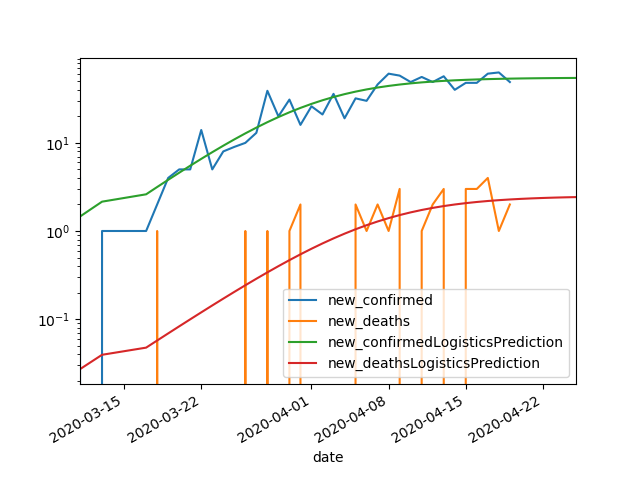 10¹
10⁰
10⁻¹
new_confirmed
new_deaths
new_confirmedLogisticsPrediction
new_deathsLogisticsPrediction
2020-03-15
2020-03-22
2020-04-01
2020-04-08
2020-04-15
2020-04-22
date